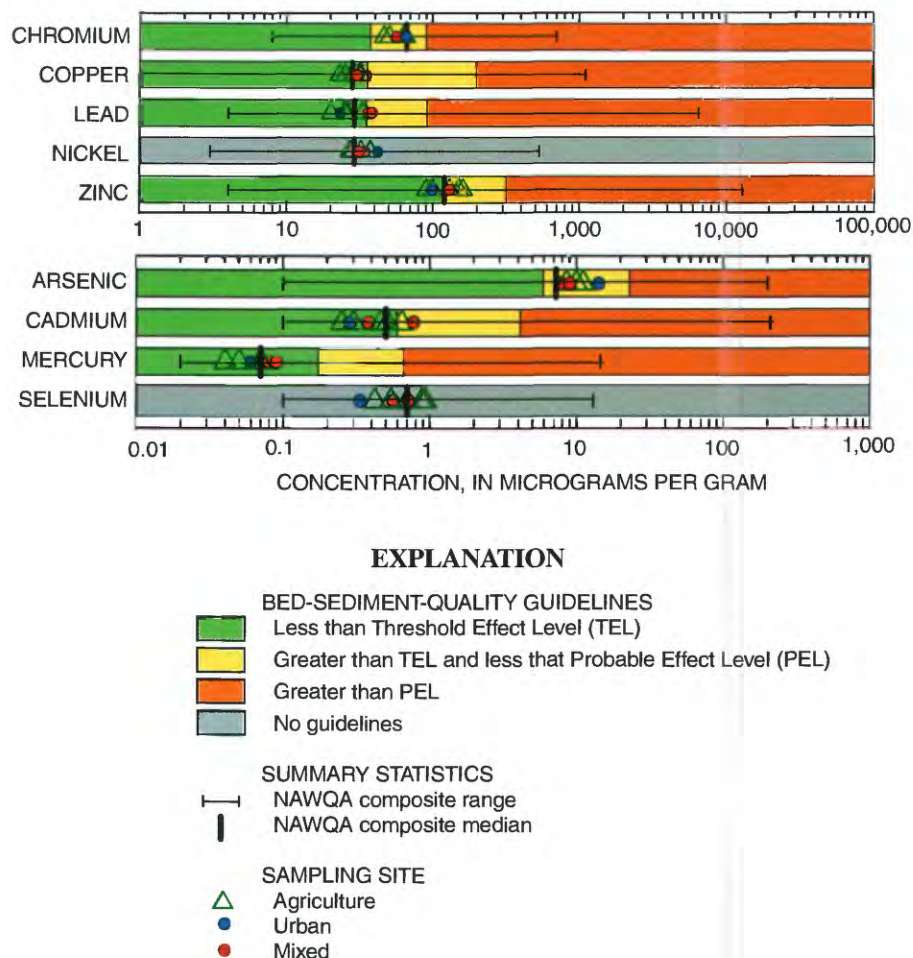 CHROMIUM
COPPER
LEAD
NICKEL
ZINC
1 10 100 1,000 10,000 100,000
ARSENIC
CADMIUM
MERCURY
SELENIUM
0.01 0.1 1 10 100 1,000
CONCENTRATION, IN MICROGRAMS PER GRAM
EXPLANATION
BED-SEDIMENT-QUALITY GUIDELINES
Less than Threshold Effect Level (TEL)
Greater than TEL and less that Probable Effect Level (PEL)
Greater than PEL
No guidelines
SUMMARY STATISTICS
NAWQA composite range
NAWQA composite median
SAMPLING SITE
Agriculture
Urban
Mixed